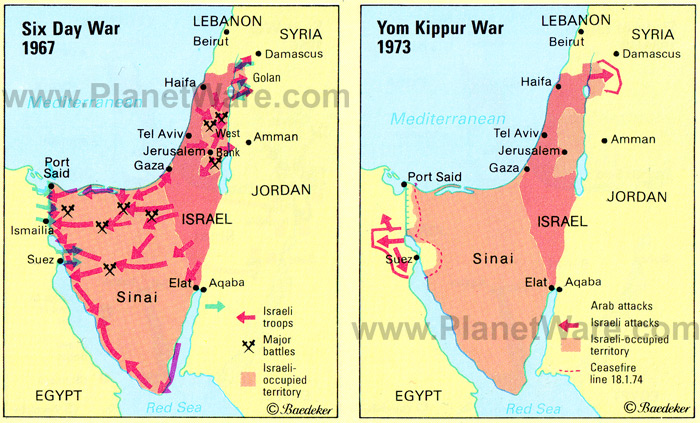 Six Day War
1967
LEBANON
Beirut
SYRIA
Damascus
Golan
Haifa
www.PlanetWare.com
Mediterranean
Tel Aviv
West
Bank
Jerusalem
Amman
Gaza
Port
Said
JORDAN
Ismailia
ISRAEL
Suez
Sinai
Elat
Aqaba
Israeli
troops
Major
battles
Israeli-
occupied
territory
EGYPT
Red Sea
© Baedeker
Yom Kippur War
1973
LEBANON
Beirut
SYRIA
Damascus
Haifa
www.PlanetWare.com
Mediterranean
Tel Aviv
Amman
Jerusalem
Gaza
Port Said
JORDAN
ISRAEL
Suez
Sinai
Elat
Aqaba
Arab attacks
www.PlanetWare.com
Israeli attacks
Israeli-occupied
territory
Ceasefire
line 18.1.74
EGYPT
Red Sea
© Baedeker